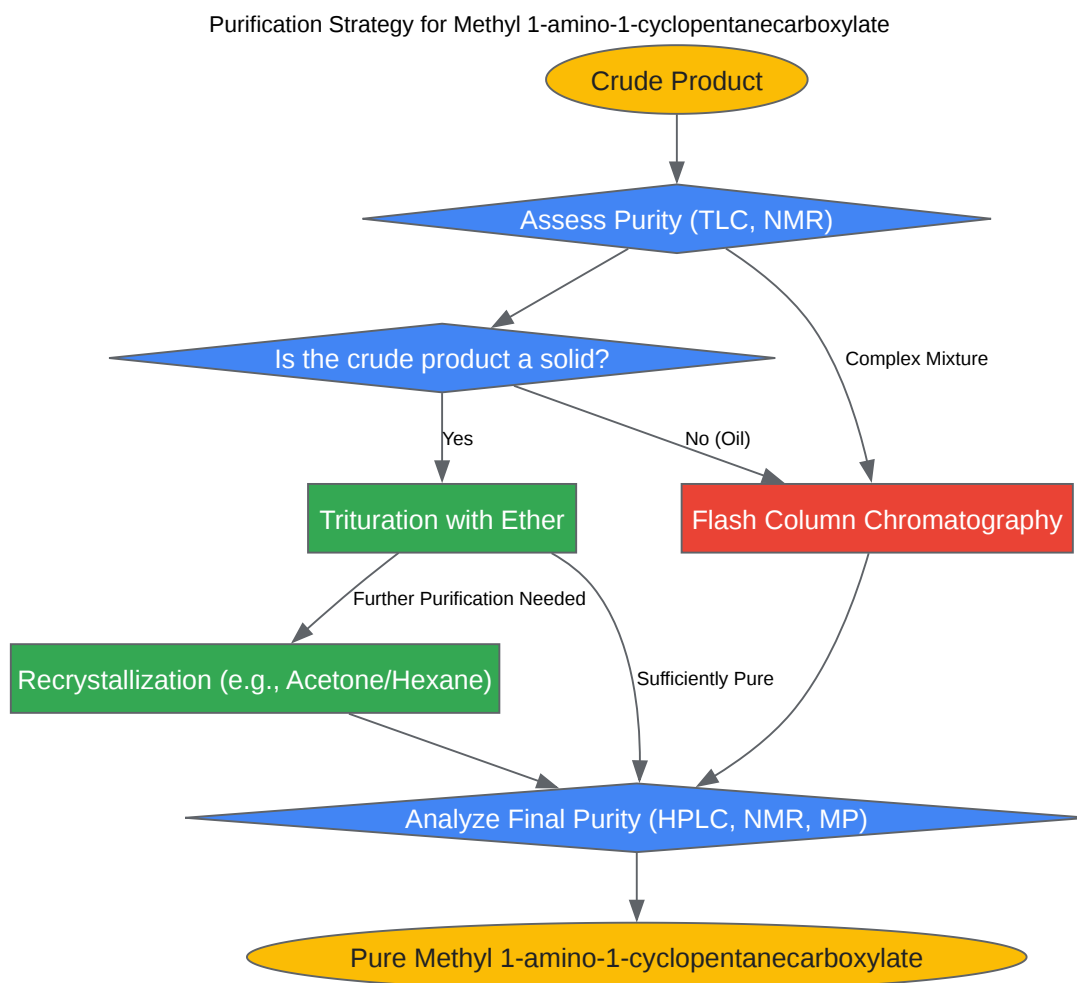 Purification Strategy for Methyl 1-amino-1-cyclopentanecarboxylate
Crude Product
Assess Purity (TLC, NMR)
Is the crude product a solid?
Complex Mixture
Yes
No (Oil)
Trituration with Ether
Flash Column Chromatography
Further Purification Needed
Recrystallization (e.g., Acetone/Hexane)
Sufficiently Pure
Analyze Final Purity (HPLC, NMR, MP)
Pure Methyl 1-amino-1-cyclopentanecarboxylate